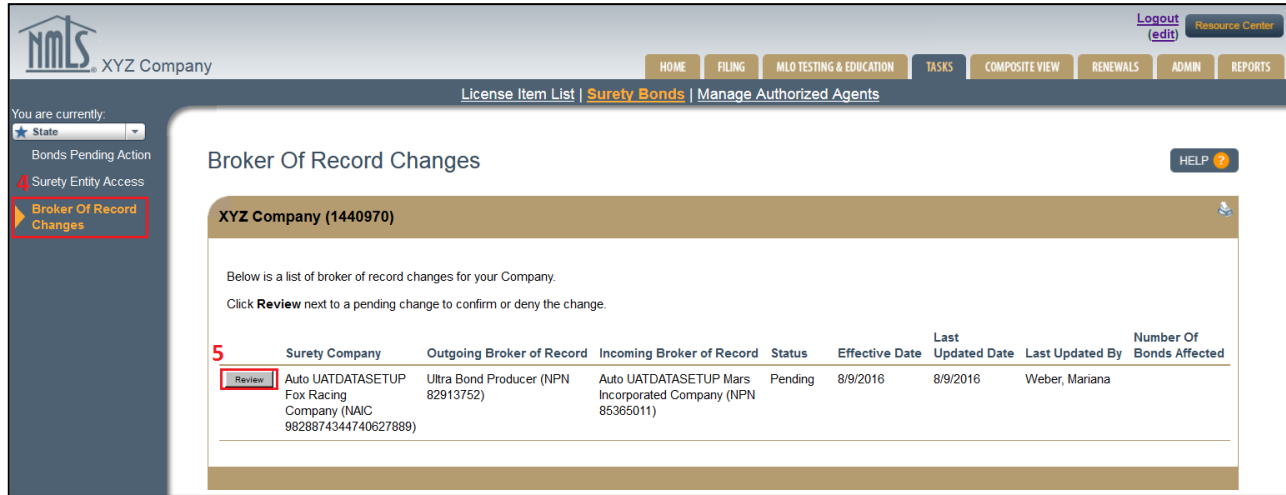 Logout
(edit)
Resource Center
NMLS®
XYZ Company
HOME FILING MLO TESTING & EDUCATION TASKS COMPOSITE VIEW RENEWALS ADMIN REPORTS
License Item List | Surety Bonds | Manage Authorized Agents
You are currently:
State
Bonds Pending Action
4 Surety Entity Access
Broker Of Record
Changes
Broker Of Record Changes
HELP ?
XYZ Company (1440970)
Below is a list of broker of record changes for your Company.
Click Review next to a pending change to confirm or deny the change.
5
Surety Company Outgoing Broker of Record Incoming Broker of Record Status Effective Date Last Updated Date Last Updated By Number Of Bonds Affected
Review Auto UATDATASETUP Ultra Bond Producer (NPN Auto UATDATASETUP Mars Pending 8/9/2016 8/9/2016 Weber, Mariana
Fox Racing 82913752) Incorporated Company (NPN
Company (NAIC 85365011)
9828874344740627889)